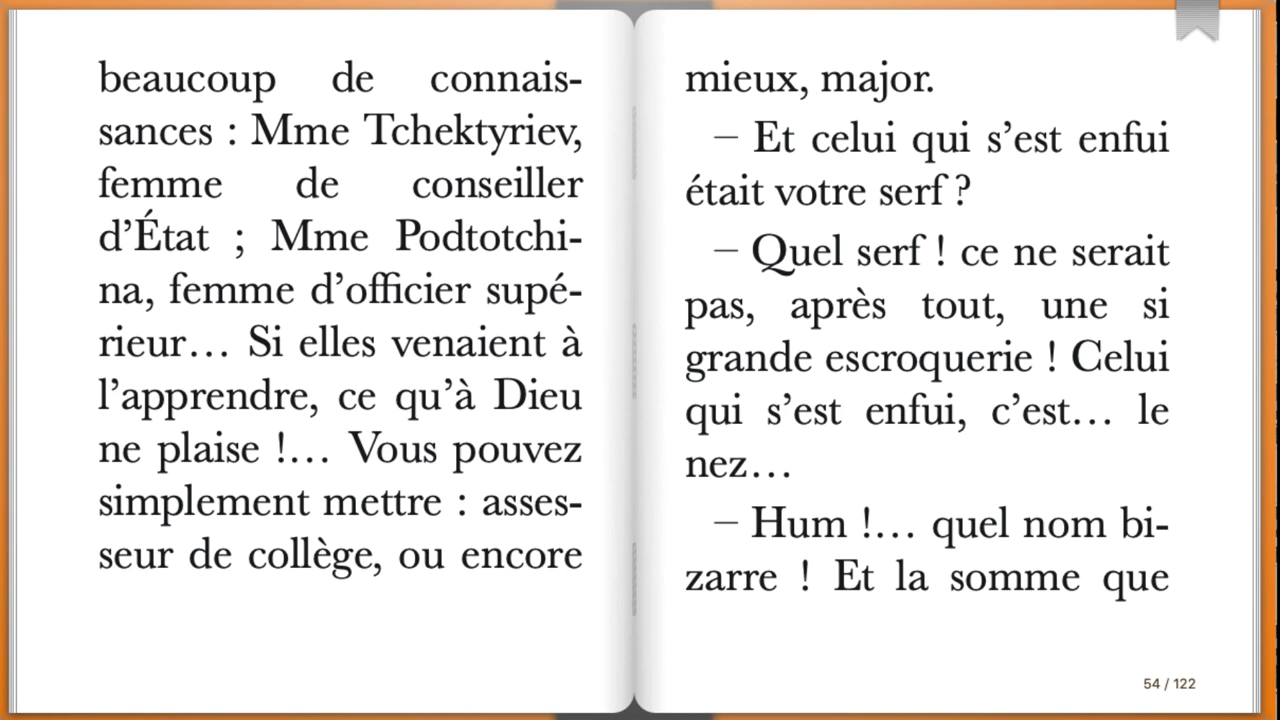 beaucoup de connais-
sances : Mme Tchektyriev,
femme de conseiller
d’État ; Mme Podtotchi-
na, femme d’officier supé-
rieur… Si elles venaient à
l’apprendre, ce qu’à Dieu
ne plaise !… Vous pouvez
simplement mettre : asses-
seur de collège, ou encore
mieux, major.
– Et celui qui s’est enfui
était votre serf ?
– Quel serf ! ce ne serait
pas, après tout, une si
grande escroquerie ! Celui
qui s’est enfui, c’est… le
nez…
– Hum !… quel nom bi-
zarre ! Et la somme que
54 / 122